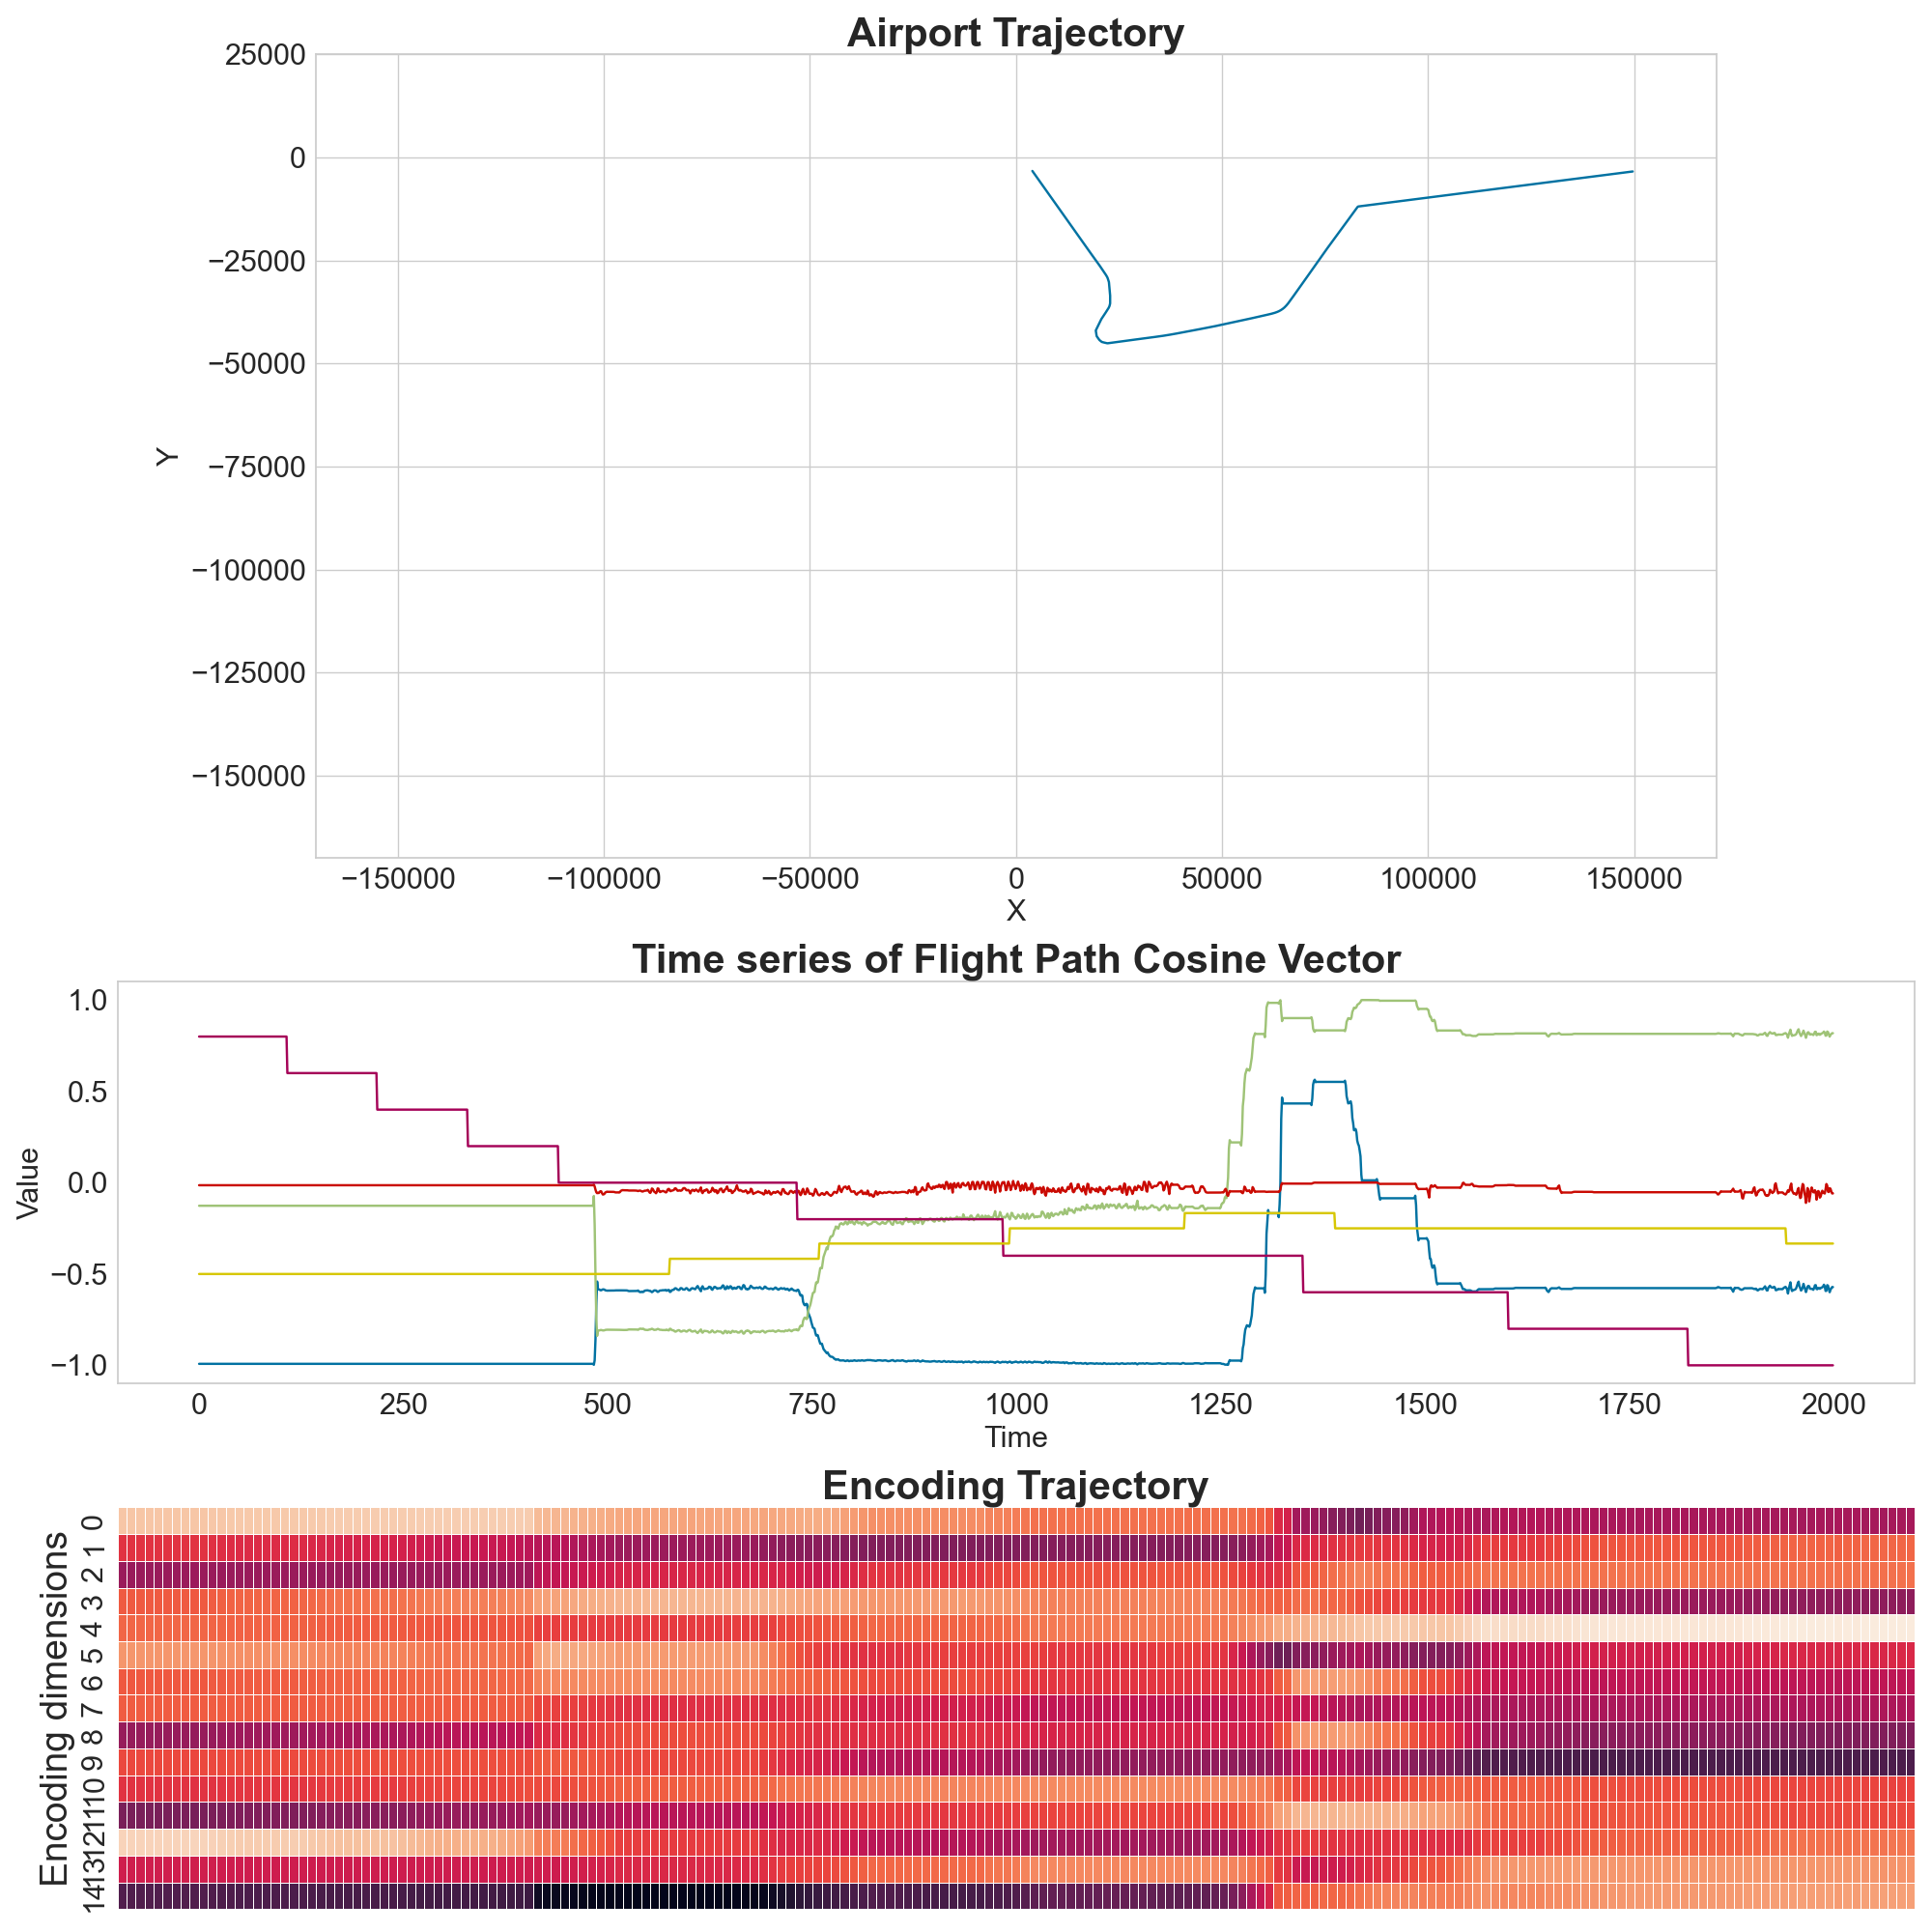 Airport Trajectory
25000
0
−25000
−50000
−75000
−100000
−125000
−150000
Y
−150000 −100000 −50000 0 50000 100000 150000
X
Time series of Flight Path Cosine Vector
1.0
0.5
0.0
−0.5
−1.0
Value
0 250 500 750 1000 1250 1500 1750 2000
Time
Encoding Trajectory
Encoding dimensions
0
1
2
3
4
5
6
7
8
9
10
11
12
13
14